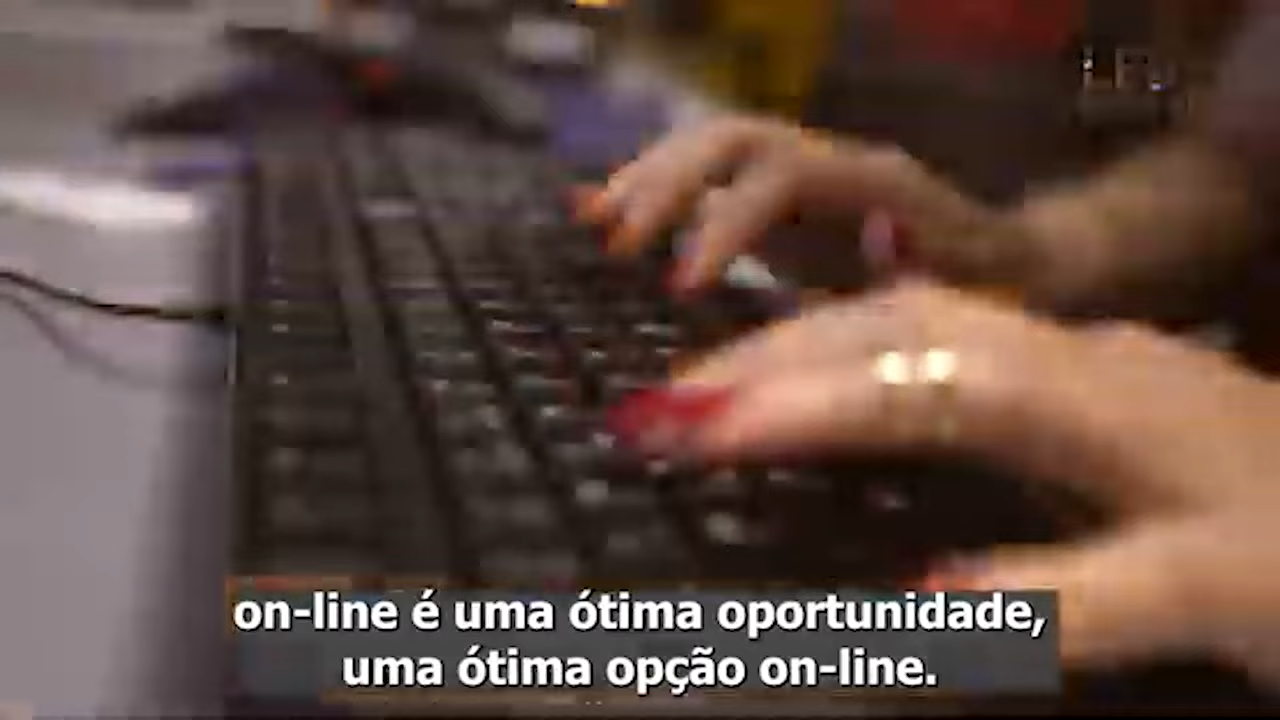 on-line é uma ótima oportunidade,
uma ótima opção on-line.